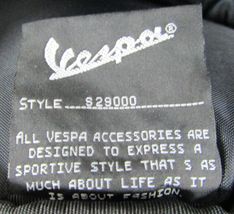 Vespa®
STYLE S29000
ALL VESPA ACCESSORIES ARE
DESIGNED TO EXPRESS A
SPORTIVE STYLE THAT S AS
MUCH ABOUT LIFE AS IT
IS ABOUT FASHION